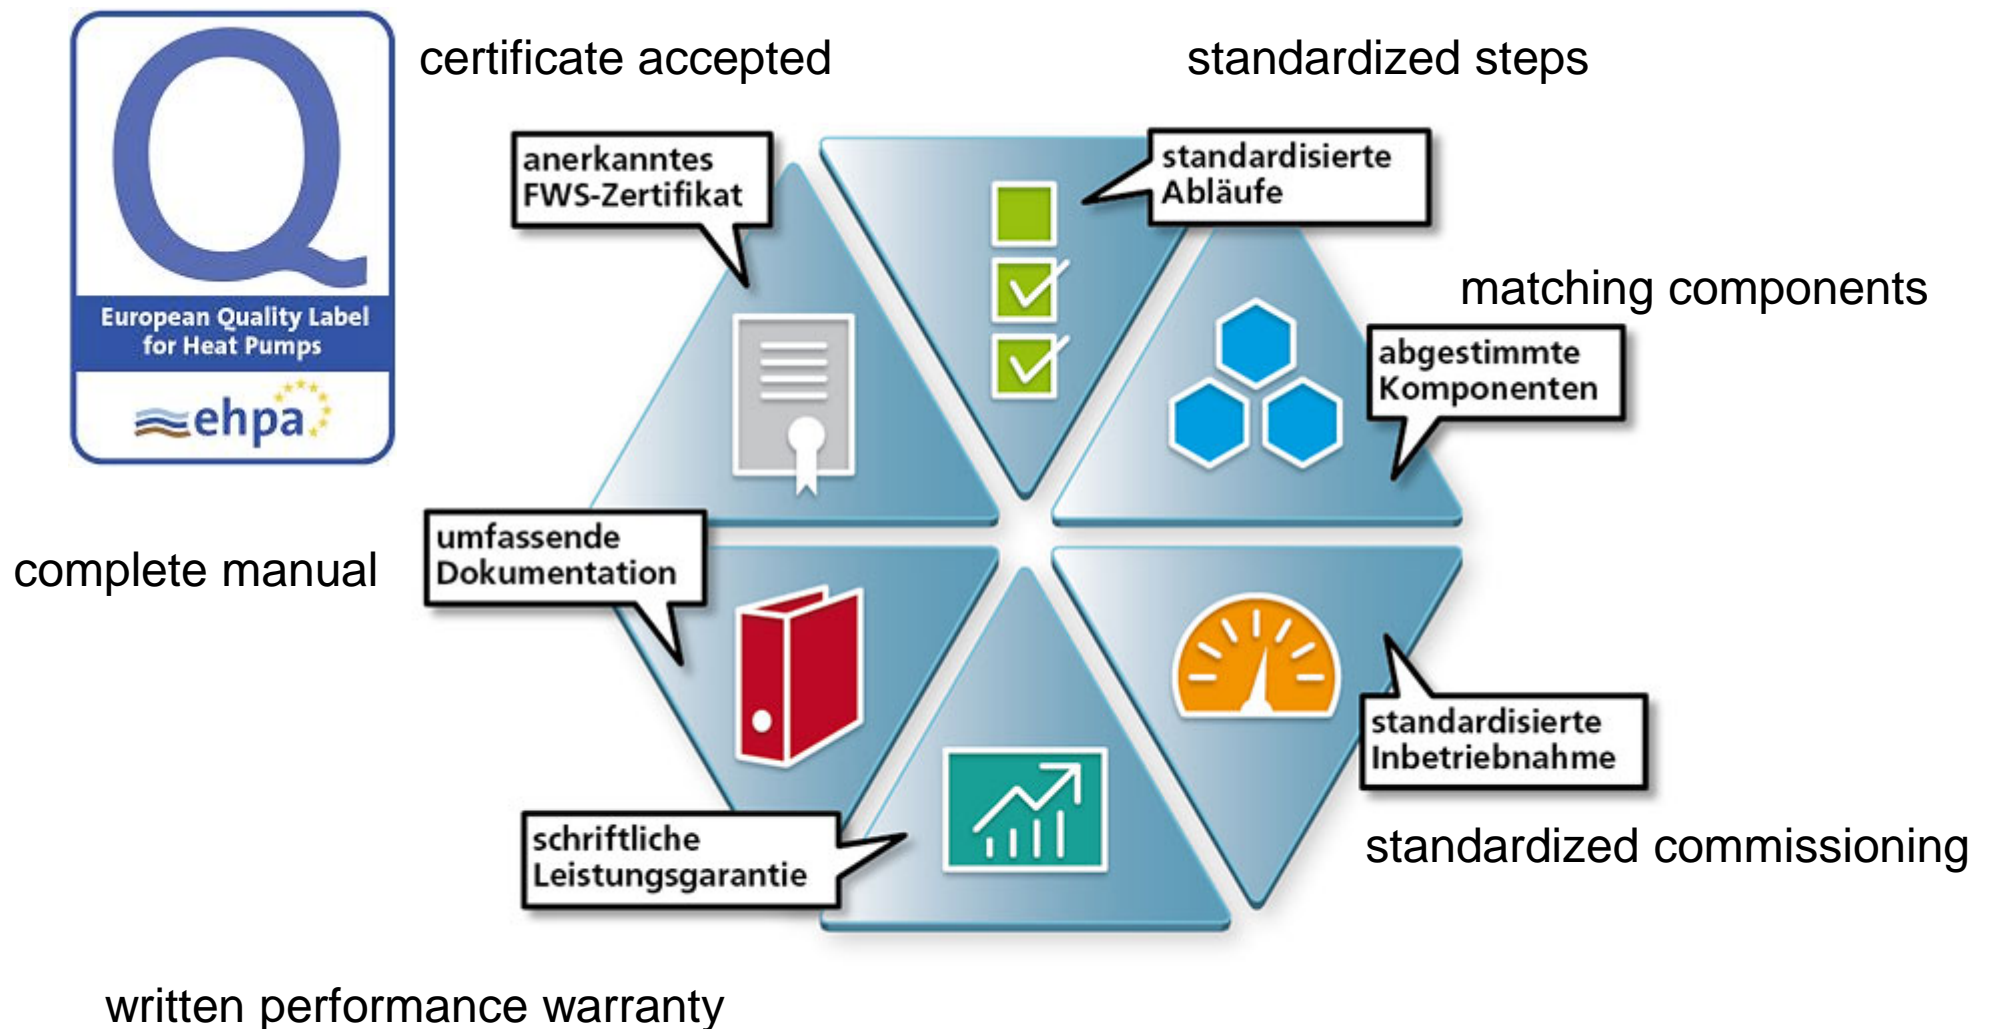 certificate accepted
standardized steps
anerkanntes
FWS-Zertifikat
standardisierte
Abläufe
European Quality Label
for Heat Pumps
ehpa
matching components
abgestimmte
Komponenten
complete manual
umfassende
Dokumentation
standardisierte
Inbetriebnahme
standardized commissioning
schriftliche
Leistungsgarantie
written performance warranty